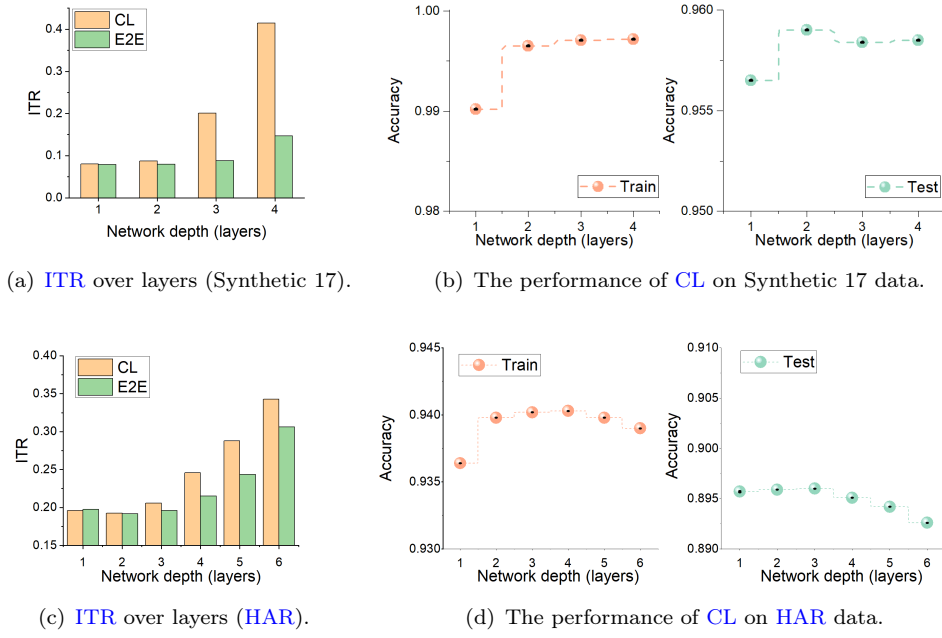 CL
E2E
ITR
0.4
0.3
0.2
0.1
0.0
1 2 3 4
Network depth (layers)
Accuracy
1.00
0.99
0.98
Train
1 2 3 4
Network depth (layers)
Accuracy
0.960
0.955
0.950
Test
1 2 3 4
Network depth (layers)
(a) ITR over layers (Synthetic 17).
(b) The performance of CL on Synthetic 17 data.
CL
E2E
ITR
0.40
0.35
0.30
0.25
0.20
0.15
1 2 3 4 5 6
Network depth (layers)
Accuracy
0.945
0.940
0.935
0.930
Train
1 2 3 4 5 6
Network depth (layers)
Accuracy
0.910
0.905
0.900
0.895
0.890
Test
1 2 3 4 5 6
Network depth (layers)
(c) ITR over layers (HAR).
(d) The performance of CL on HAR data.